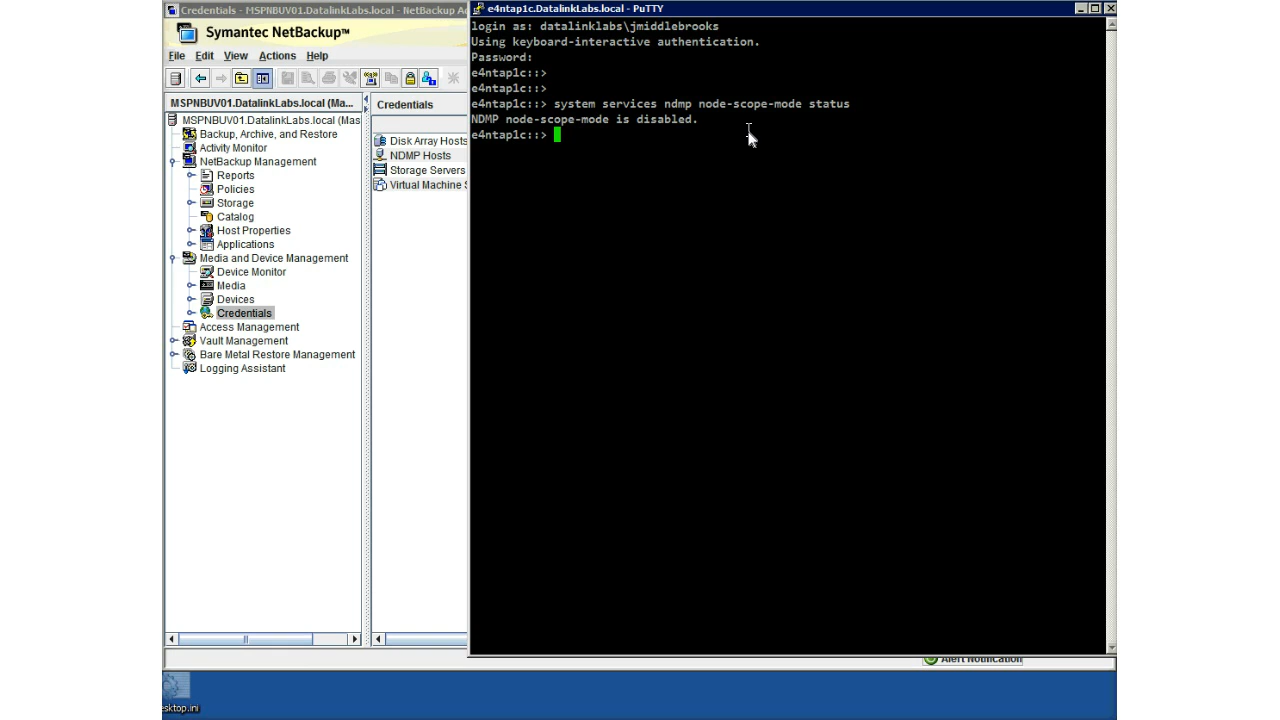 Credentials - MSPNBUV01.DatalinkLabs.local - NetBackup A
Symantec NetBackup™
File Edit View Actions Help
MSPNBUV01.DatalinkLabs.local (Ma...
MSPNBUV01.DatalinkLabs.local (Mas
Backup, Archive, and Restore
Activity Monitor
NetBackup Management
Reports
Policies
Storage
Catalog
Host Properties
Applications
Media and Device Management
Device Monitor
Media
Devices
Credentials
Access Management
Vault Management
Bare Metal Restore Management
Logging Assistant
Credentials
Disk Array Hosts
NDMP Hosts
Storage Servers
Virtual Machine S
e4ntap1c.DatalinkLabs.local - PuTTY
login as: datalinklabs\jmiddlebrooks
Using keyboard-interactive authentication.
Password:
e4ntap1c::>
e4ntap1c::>
e4ntap1c::> system services ndmp node-scope-mode status
NDMP node-scope-mode is disabled.
e4ntap1c::>
Alert Notification
esktop.ini